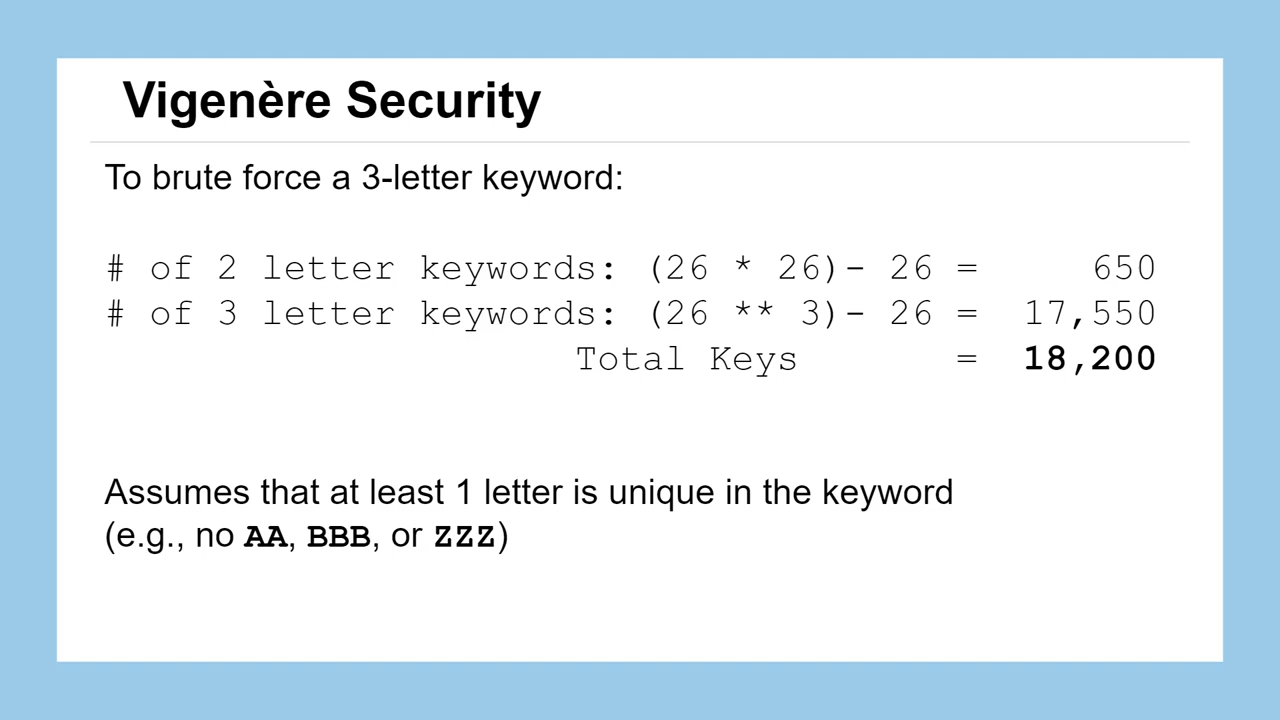 Vigenère Security
To brute force a 3-letter keyword:
# of 2 letter keywords: (26 * 26)- 26 = 650
# of 3 letter keywords: (26 ** 3)- 26 = 17,550
Total Keys = 18,200
Assumes that at least 1 letter is unique in the keyword
(e.g., no AA, BBB, or ZZZ)